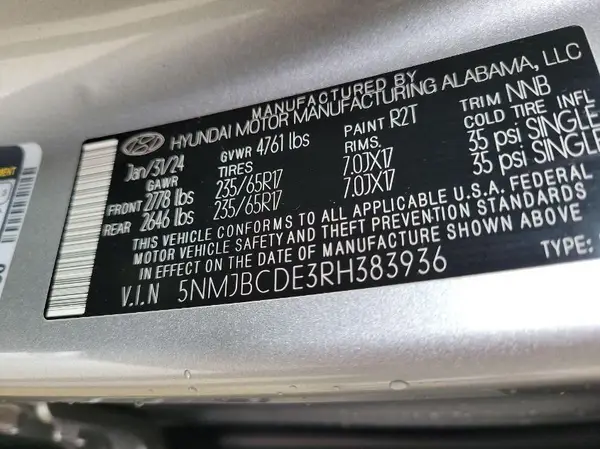 MANUFACTURED BY
HYUNDAI MOTOR MANUFACTURING ALABAMA, LLC
Jan/31/24 GVWR 4761 lbs PAINT R2T TRIM NNB
GAWR TIRES RIMS. COLD TIRE INFL
FRONT 2778 lbs 235/65R17 7.0JX17 35 psi SINGLE
REAR 2646 lbs 235/65R17 7.0JX17 35 psi SINGLE
THIS VEHICLE CONFORMS TO ALL APPLICABLE U.S.A. FEDERAL
MOTOR VEHICLE SAFETY AND THEFT PREVENTION STANDARDS
IN EFFECT ON THE DATE OF MANUFACTURE SHOWN ABOVE
V.I.N 5NMJBCDE3RH383936 TYPE: